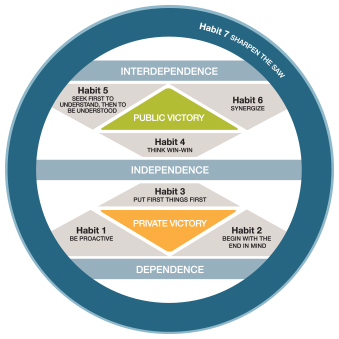 Habit 7 SHARPEN THE SAW
INTERDEPENDENCE
Habit 5
SEEK FIRST TO
UNDERSTAND, THEN TO
BE UNDERSTOOD
Habit 6
SYNERGIZE
PUBLIC VICTORY
Habit 4
THINK WIN-WIN
INDEPENDENCE
Habit 3
PUT FIRST THINGS FIRST
PRIVATE VICTORY
Habit 1
BE PROACTIVE
Habit 2
BEGIN WITH THE
END IN MIND
DEPENDENCE